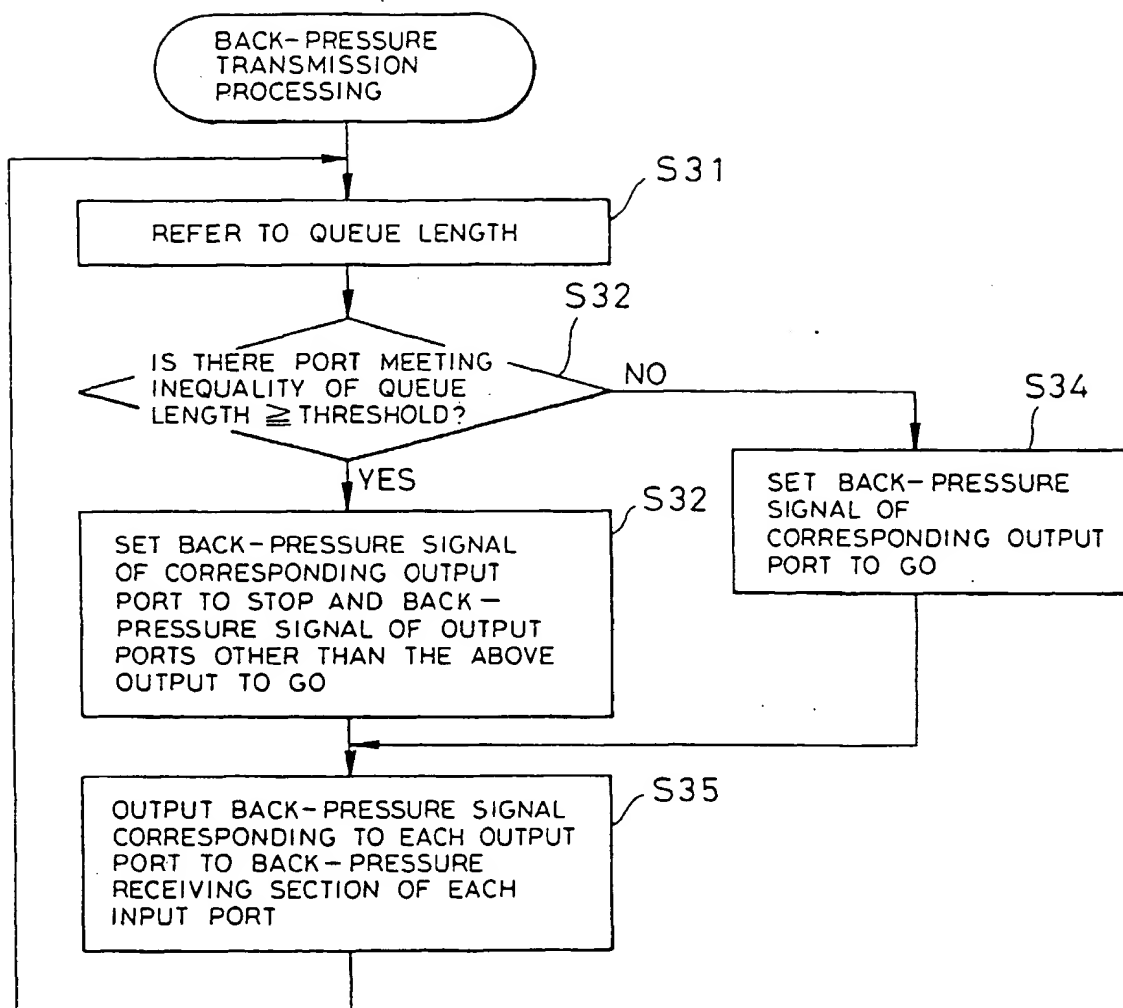 BACK-PRESSURE
TRANSMISSION
PROCESSING
S31
REFER TO QUEUE LENGTH
S32
IS THERE PORT MEETING
INEQUALITY OF QUEUE
LENGTH ≧ THRESHOLD?
NO
YES
S34
SET BACK-PRESSURE
SIGNAL OF
CORRESPONDING OUTPUT
PORT TO GO
S32
SET BACK-PRESSURE SIGNAL
OF CORRESPONDING OUTPUT
PORT TO STOP AND BACK-
PRESSURE SIGNAL OF OUTPUT
PORTS OTHER THAN THE ABOVE
OUTPUT TO GO
S35
OUTPUT BACK-PRESSURE SIGNAL
CORRESPONDING TO EACH OUTPUT
PORT TO BACK-PRESSURE
RECEIVING SECTION OF EACH
INPUT PORT